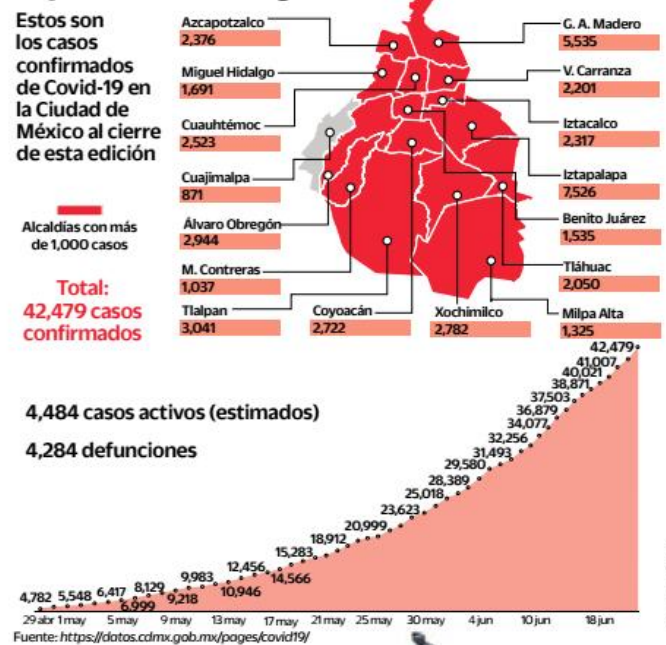 Estos son
los casos
confirmados
de Covid-19 en
la Ciudad de
México al cierre
de esta edición
Alcaldías con más
de 1,000 casos
Total:
42,479 casos
confirmados
Azcapotzalco
2,376
Miguel Hidalgo
1,691
Cuauhtémoc
2,523
Cuajimalpa
871
Álvaro Obregón
2,944
M. Contreras
1,037
Tlalpan
3,041
Coyoacán
2,722
Xochimilco
2,782
G. A. Madero
5,535
V. Carranza
2,201
Iztacalco
2,317
Iztapalapa
7,526
Benito Juárez
1,535
Tláhuac
2,050
Milpa Alta
1,325
4,484 casos activos (estimados)
4,284 defunciones
4,782 5,548 6,417 6,999 8,129 9,218 9,983 10,946 12,456 14,566 15,283 18,912 20,999 23,623 25,018 28,389 29,580 31,493 32,256 34,077 36,879 37,503 38,871 40,021 41,007 42,479
29 abr 1 may 5 may 9 may 13 may 17 may 21 may 25 may 30 may 4 jun 10 jun 18 jun
Fuente: https://datos.cdmx.gob.mx/pages/covid19/